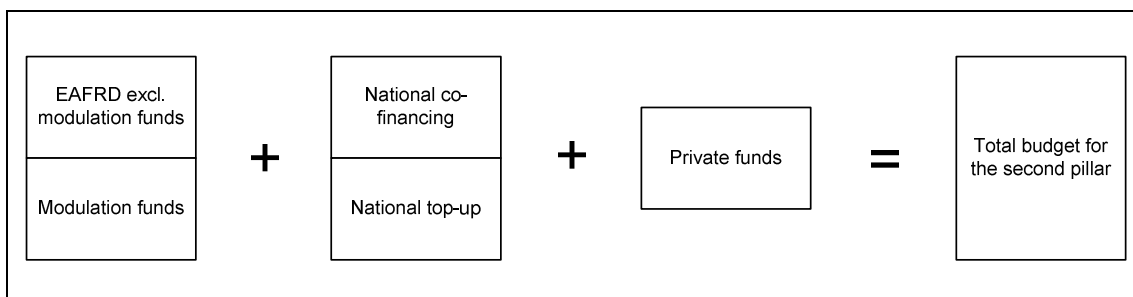 EAFRD excl.
modulation funds
Modulation funds
+
National co-
financing
National top-up
+
Private funds
=
Total budget for
the second pillar